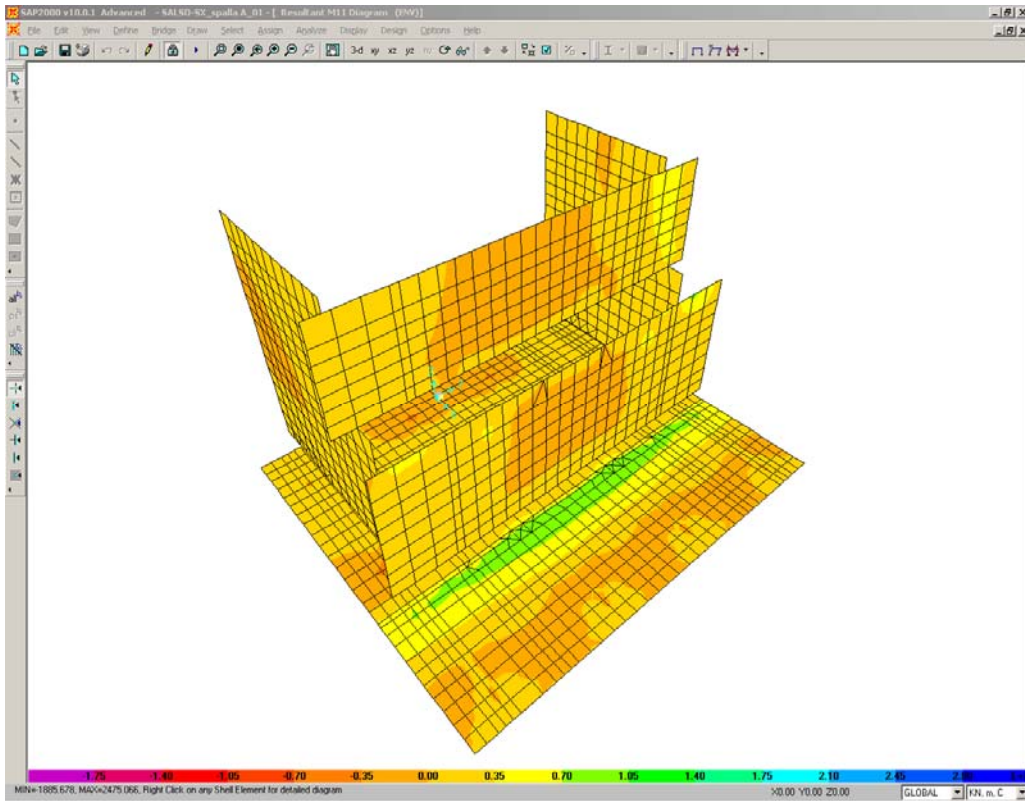 SAP2000 v10.0.1 Advanced - SALSO-SX_spalla A_01 - [ Resultant M11 Diagram (ENV)]
File Edit View Define Bridge Draw Select Assign Analyze Display Design Options Help
3-d xy xz yz nv
-1.75 -1.40 -1.05 -0.70 -0.35 0.00 0.35 0.70 1.05 1.40 1.75 2.10 2.45
MIN=-1885.678, MAX=2475.066, Right Click on any Shell Element for detailed diagram X0.00 Y0.00 Z0.00 GLOBAL KN, m, C